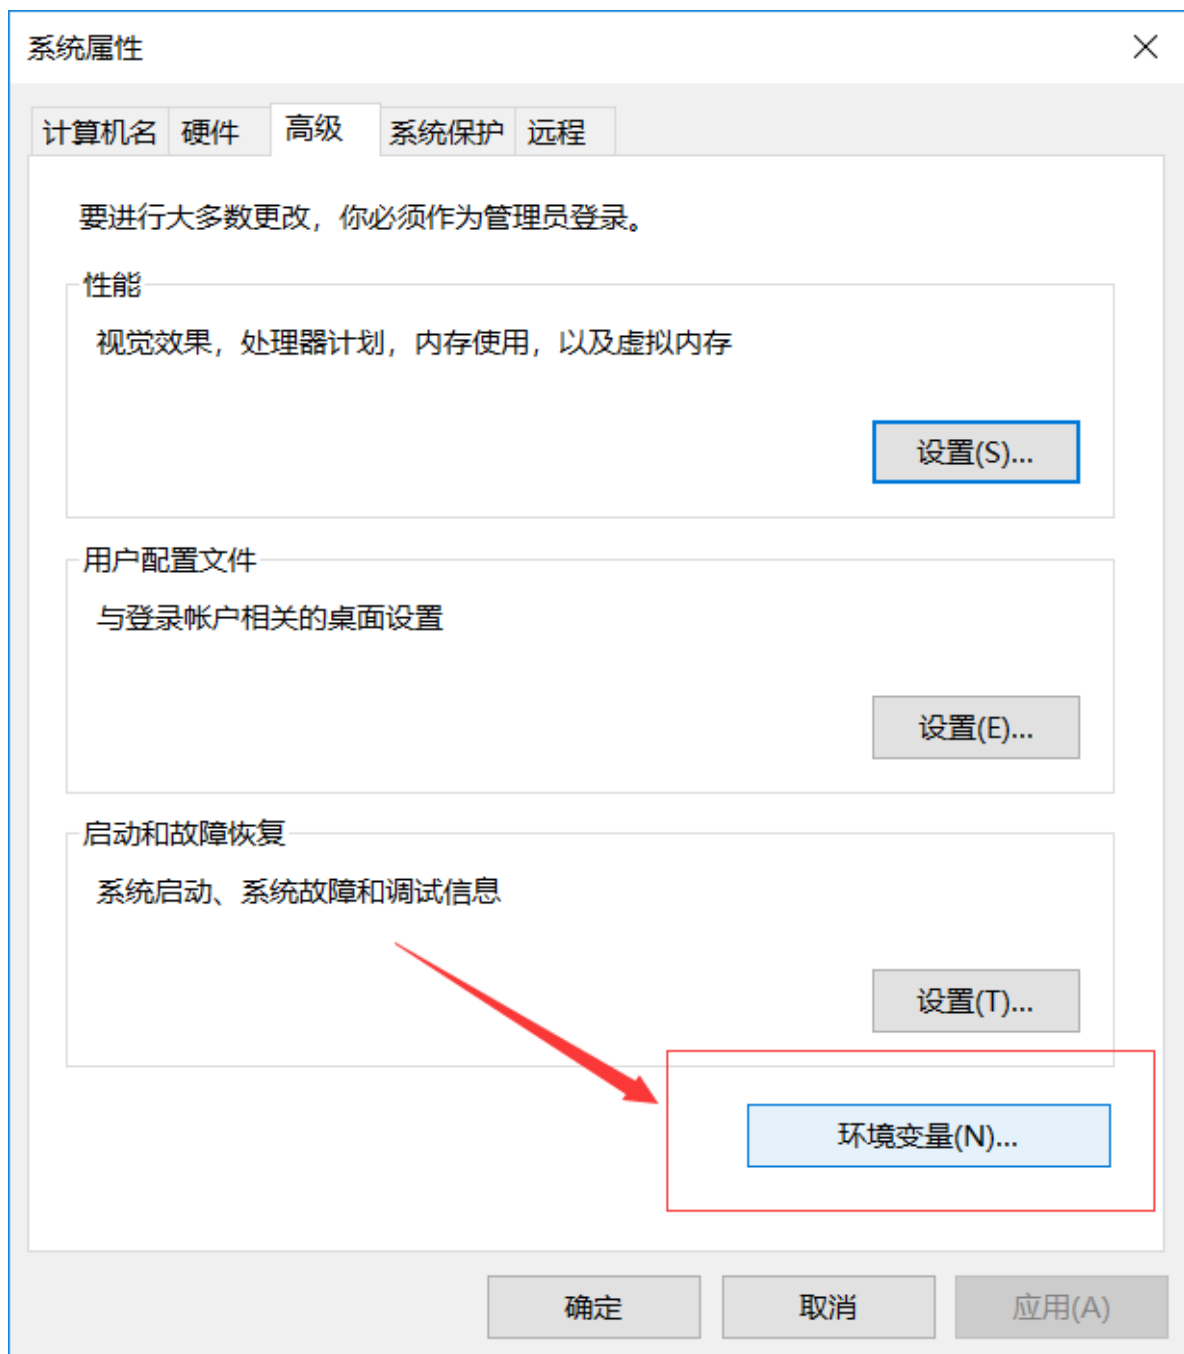 系统属性
计算机名 硬件 高级 系统保护 远程
要进行大多数更改，你必须作为管理员登录。
性能
视觉效果，处理器计划，内存使用，以及虚拟内存
设置(S)...
用户配置文件
与登录帐户相关的桌面设置
设置(E)...
启动和故障恢复
系统启动、系统故障和调试信息
设置(T)...
环境变量(N)...
确定 取消 应用(A)